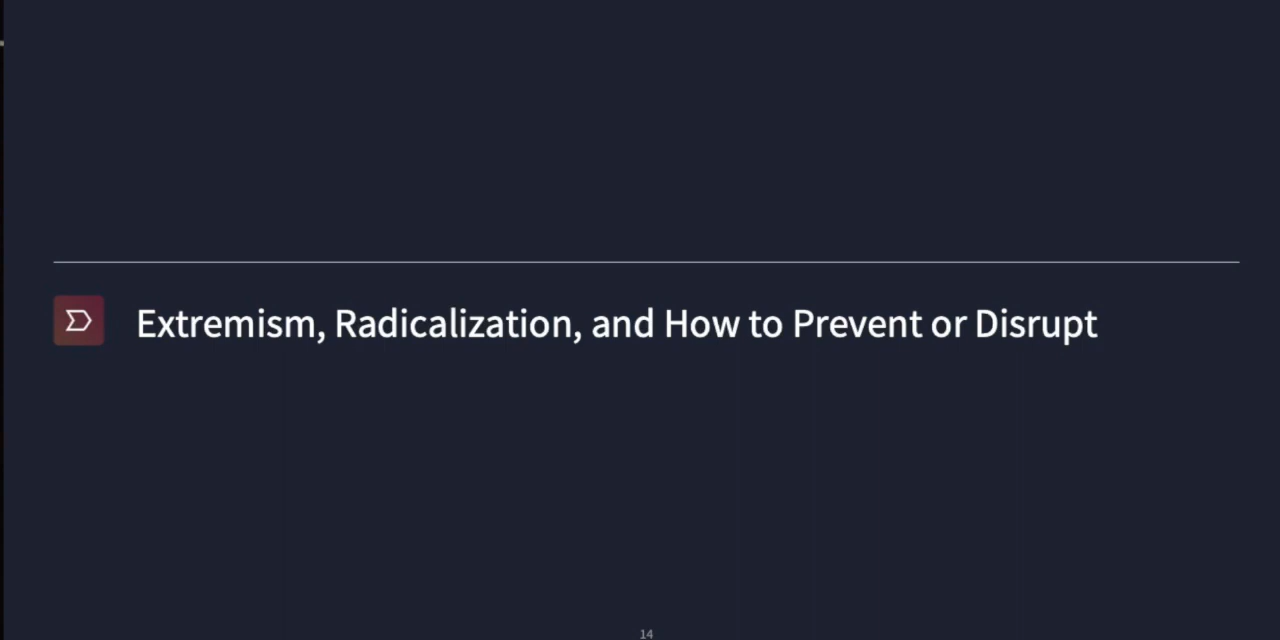 Extremism, Radicalization, and How to Prevent or Disrupt
14